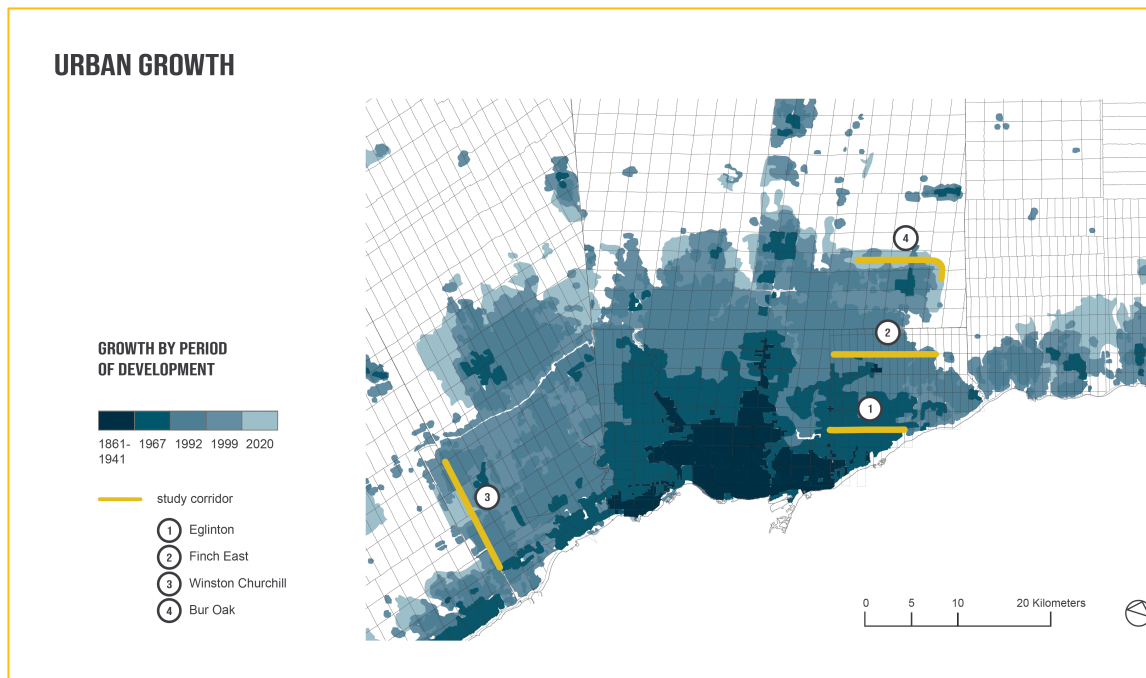 URBAN GROWTH
GROWTH BY PERIOD
OF DEVELOPMENT
1861- 1967 1992 1999 2020
1941
study corridor
1 Eglinton
2 Finch East
3 Winston Churchill
4 Bur Oak
4
2
1
3
0 5 10 20 Kilometers